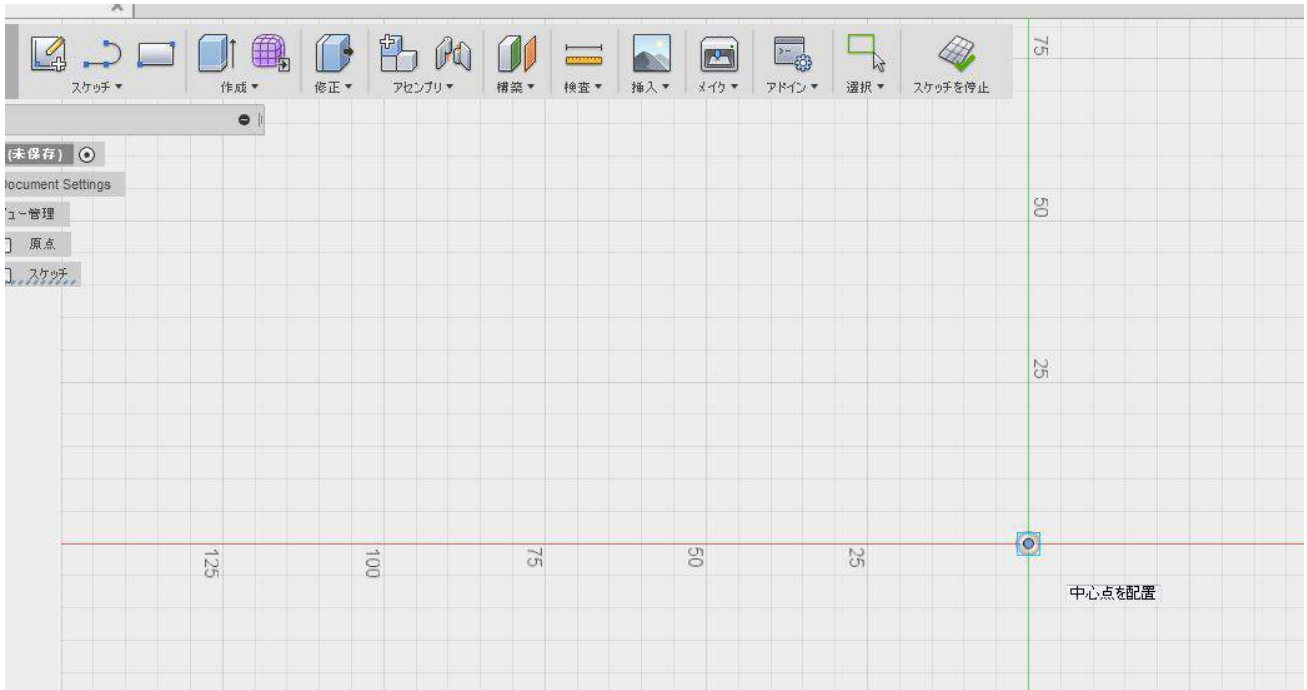 スケッチ ▾
作成 ▾
修正 ▾
アセンブリ ▾
構築 ▾
検査 ▾
挿入 ▾
メイク ▾
アドイン ▾
選択 ▾
スケッチを停止
(未保存)
Document Settings
ビュー管理
原点
スケッチ
75
50
25
125
100
75
50
25
中心点を配置